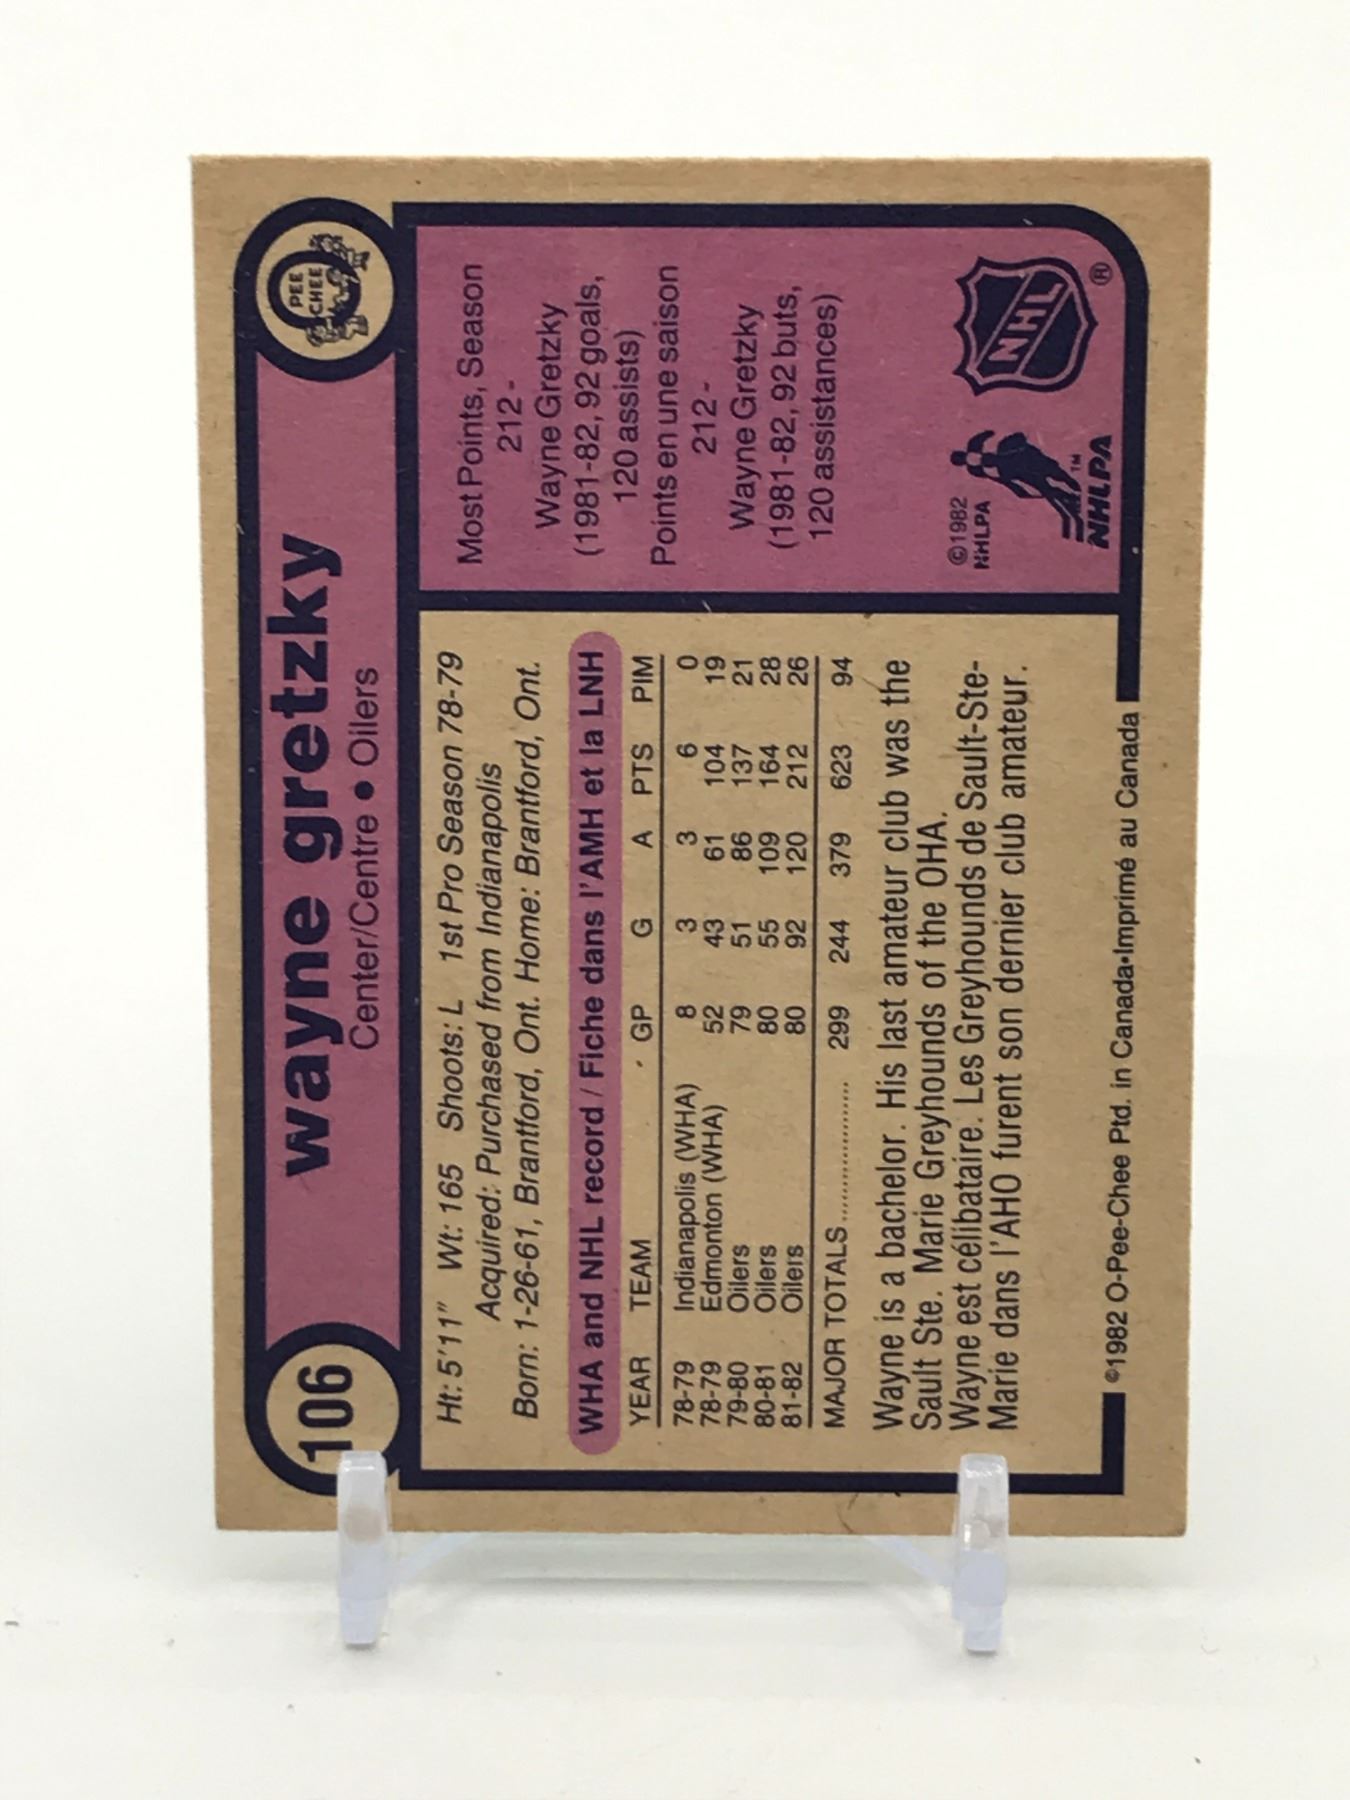 106
wayne gretzky
Center/Centre • Oilers
O PEE CHEE
Ht: 5'11" Wt: 165 Shoots: L 1st Pro Season 78-79
Acquired: Purchased from Indianapolis
Born: 1-26-61, Brantford, Ont. Home: Brantford, Ont.
WHA and NHL record / Fiche dans l'AMH et la LNH
YEAR TEAM GP G A PTS PIM
78-79 Indianapolis (WHA) 8 3 3 6 0
78-79 Edmonton (WHA) 52 43 61 104 19
79-80 Oilers 79 51 86 137 21
80-81 Oilers 80 55 109 164 28
81-82 Oilers 80 92 120 212 26
MAJOR TOTALS .................. 299 244 379 623 94
Wayne is a bachelor. His last amateur club was the
Sault Ste. Marie Greyhounds of the OHA.
Wayne est célibataire. Les Greyhounds de Sault-Ste-
Marie dans l'AHO furent son dernier club amateur.
©1982 O-Pee-Chee Ptd. in Canada•Imprimé au Canada
Most Points, Season
212 -
Wayne Gretzky
(1981-82, 92 goals,
120 assists)
Points en une saison
212 -
Wayne Gretzky
(1981-82, 92 buts,
120 assistances)
©1982
NHLPA
™
NHLPA
NHL
®